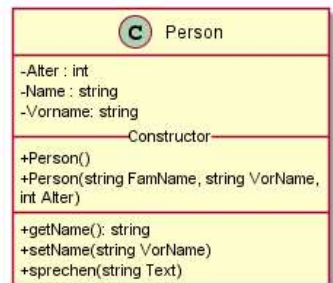 C Person
-Alter : int
-Name : string
-Vorname: string
Constructor
+Person()
+Person(string FamName, string VorName,
int Alter)
+getName(): string
+setName(string VorName)
+sprechen(string Text)